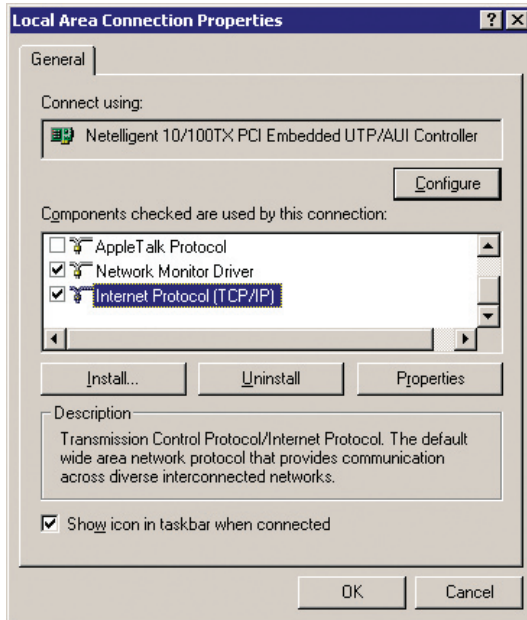 Local Area Connection Properties
General
Connect using:
Netelligent 10/100TX PCI Embedded UTP/AUI Controller
Configure
Components checked are used by this connection:
AppleTalk Protocol
Network Monitor Driver
Internet Protocol (TCP/IP)
Install... Uninstall Properties
Description
Transmission Control Protocol/Internet Protocol. The default
wide area network protocol that provides communication
across diverse interconnected networks.
Show icon in taskbar when connected
OK Cancel